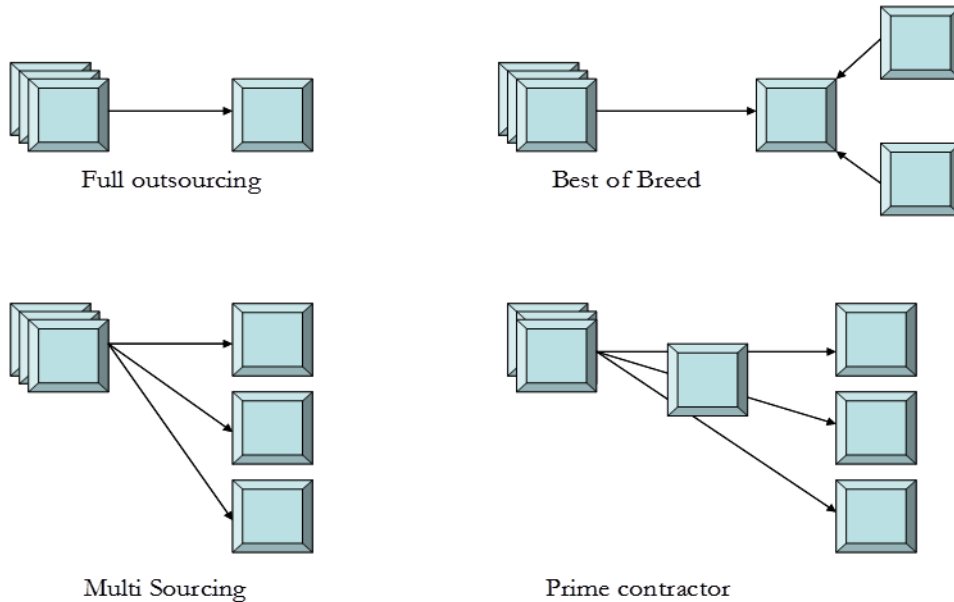 Full outsourcing
Best of Breed
Multi Sourcing
Prime contractor